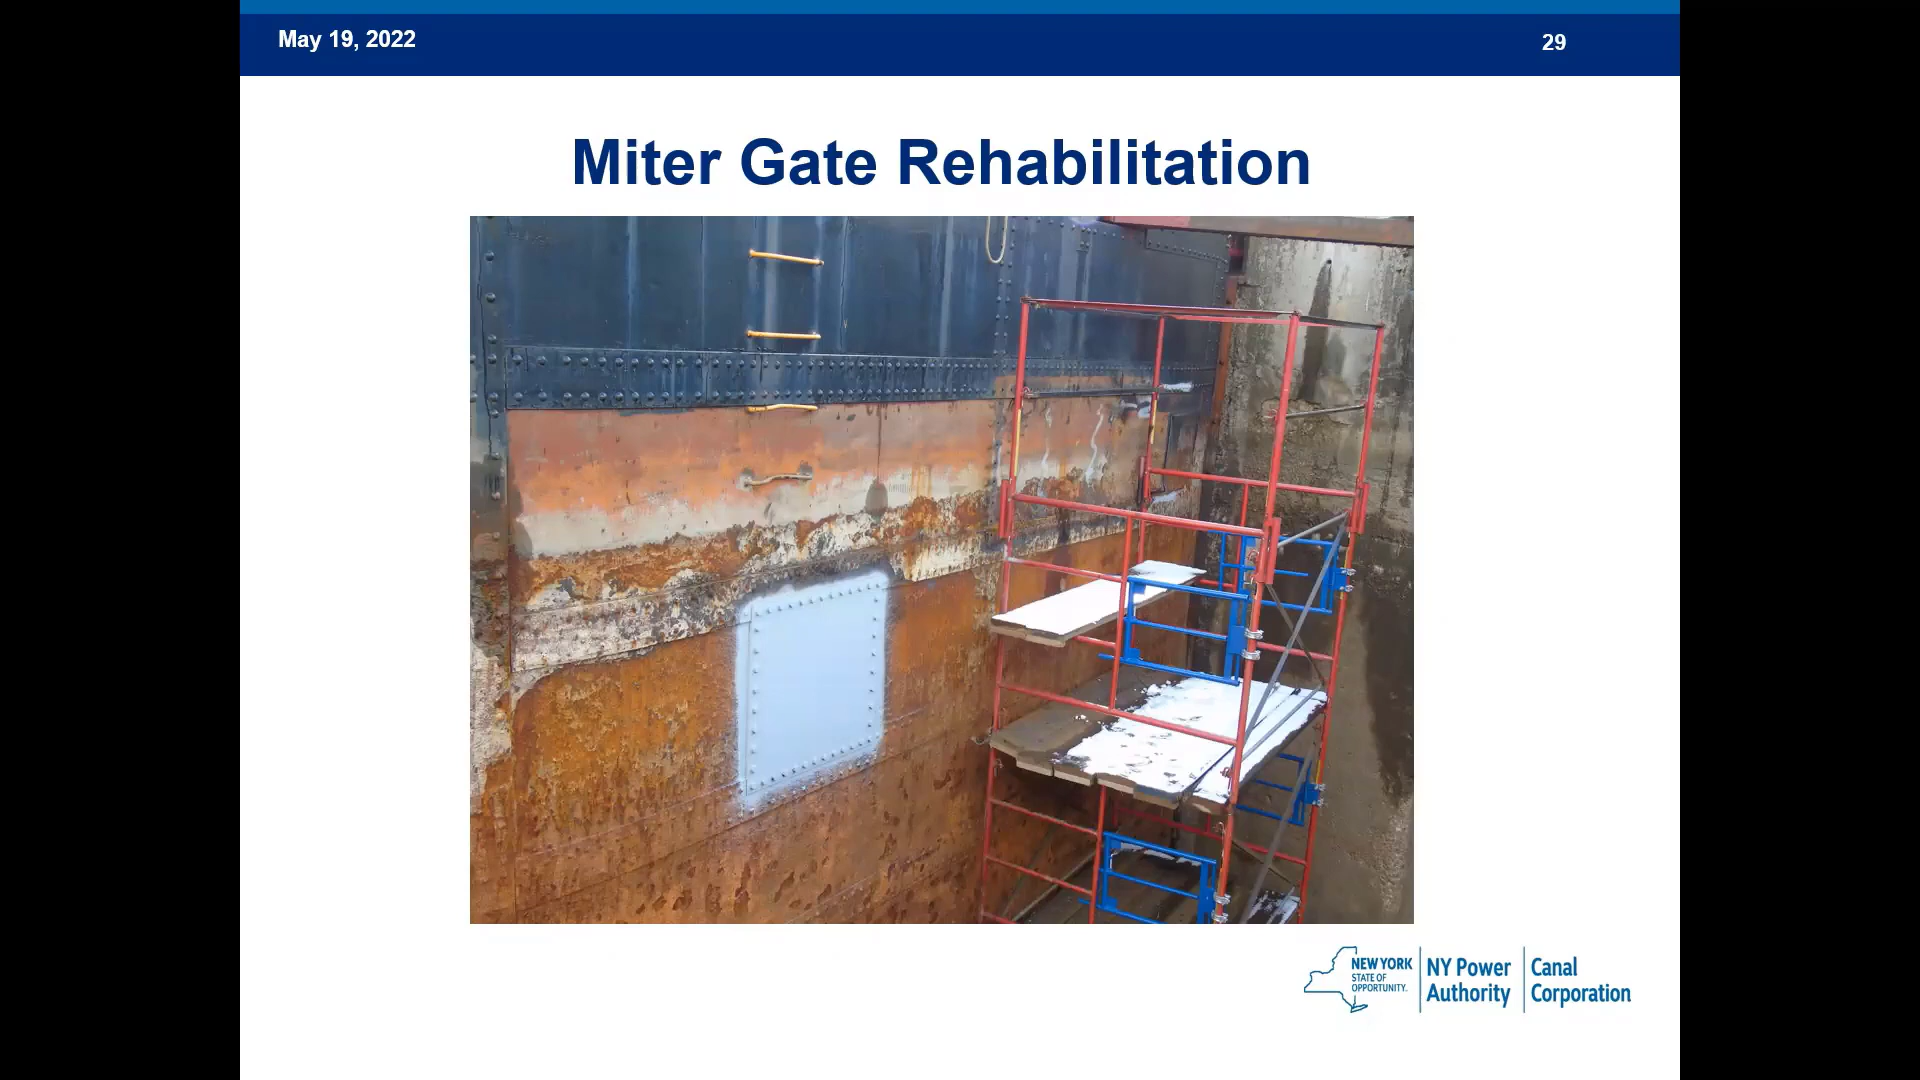 May 19, 2022
29
Miter Gate Rehabilitation
NEW YORK
STATE OF
OPPORTUNITY.
NY Power
Authority
Canal
Corporation